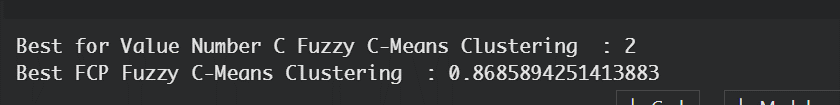 Best for Value Number C Fuzzy C-Means Clustering  : 2
Best FCP Fuzzy C-Means Clustering  : 0.8685894251413883